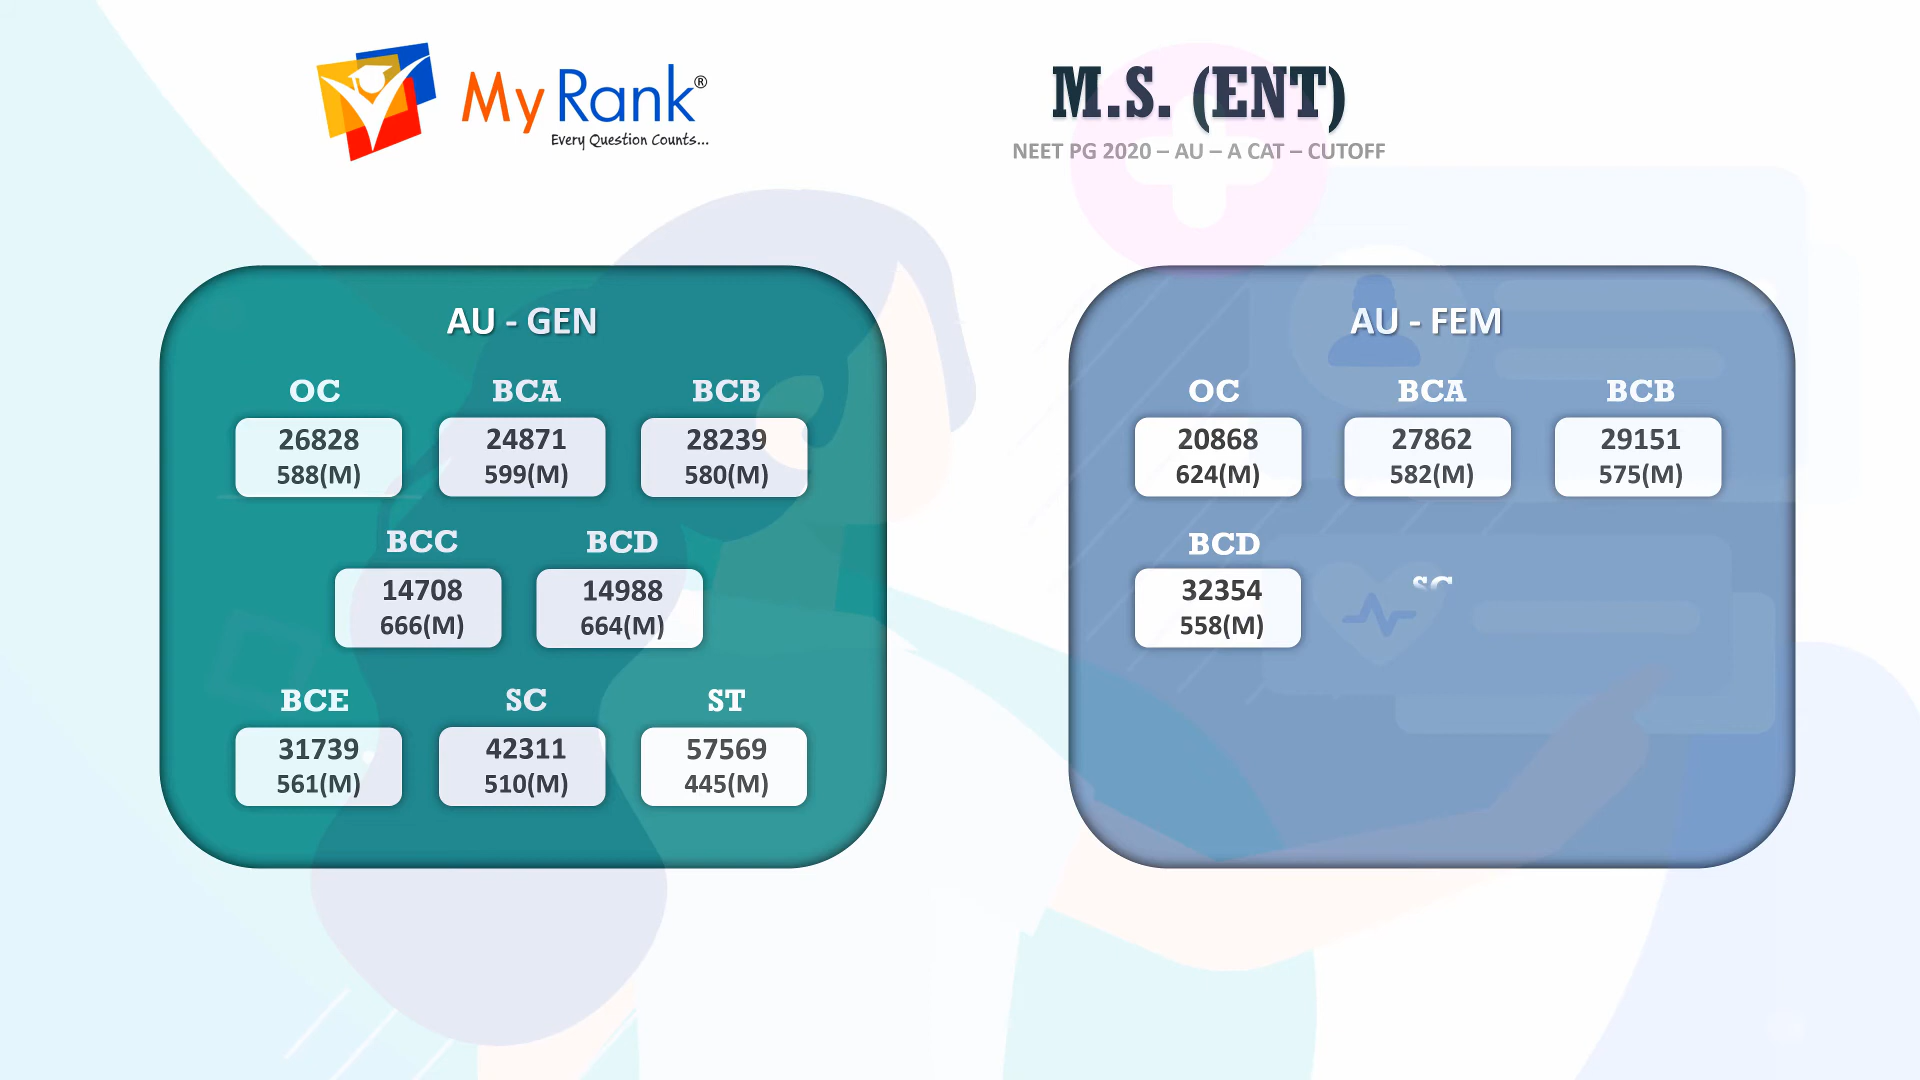 My Rank®
Every Question Counts...
M.S. (ENT)
NEET PG 2020 – AU – A CAT – CUTOFF
AU - GEN
OC BCA BCB
26828 24871 28239
588(M) 599(M) 580(M)
BCC BCD
14708 14988
666(M) 664(M)
BCE SC ST
31739 42311 57569
561(M) 510(M) 445(M)
AU - FEM
OC BCA BCB
20868 27862 29151
624(M) 582(M) 575(M)
BCD SC
32354
558(M)